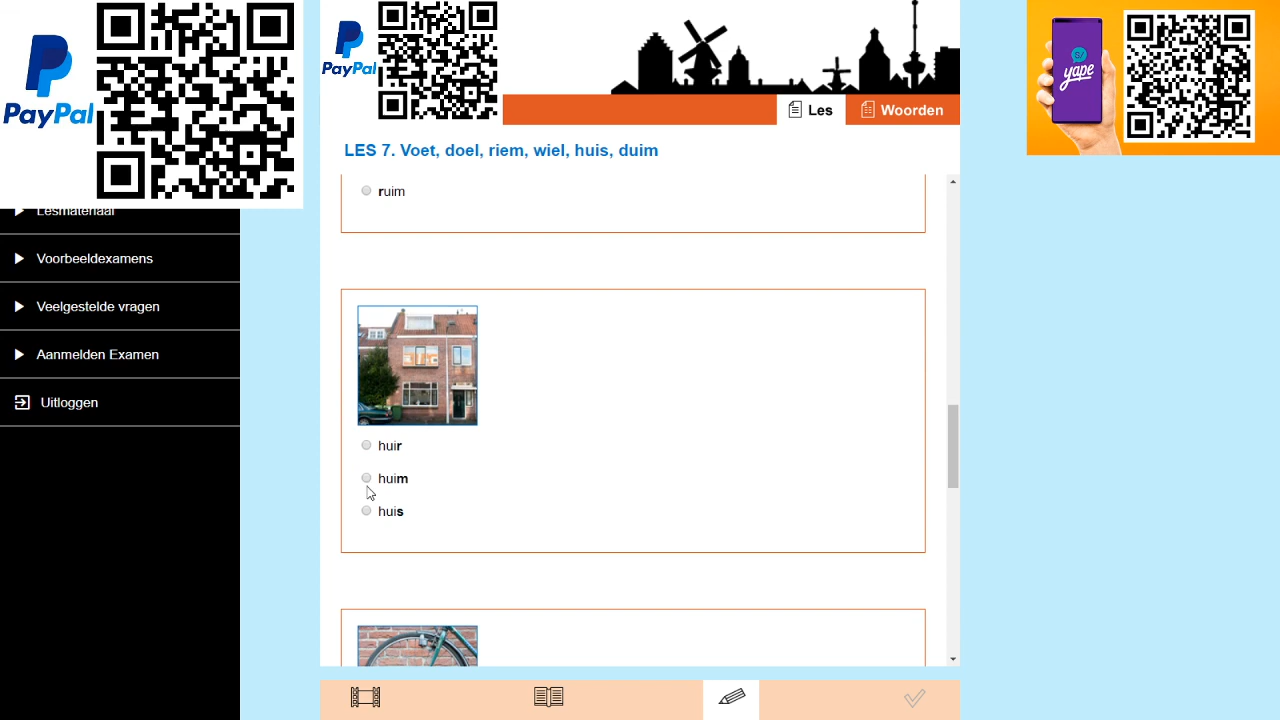 PayPal
PayPal
yape
Les
Woorden
LES 7. Voet, doel, riem, wiel, huis, duim
Lesmateriaal
Voorbeeldexamens
Veelgestelde vragen
Aanmelden Examen
Uitloggen
ruim
huir
huim
huis